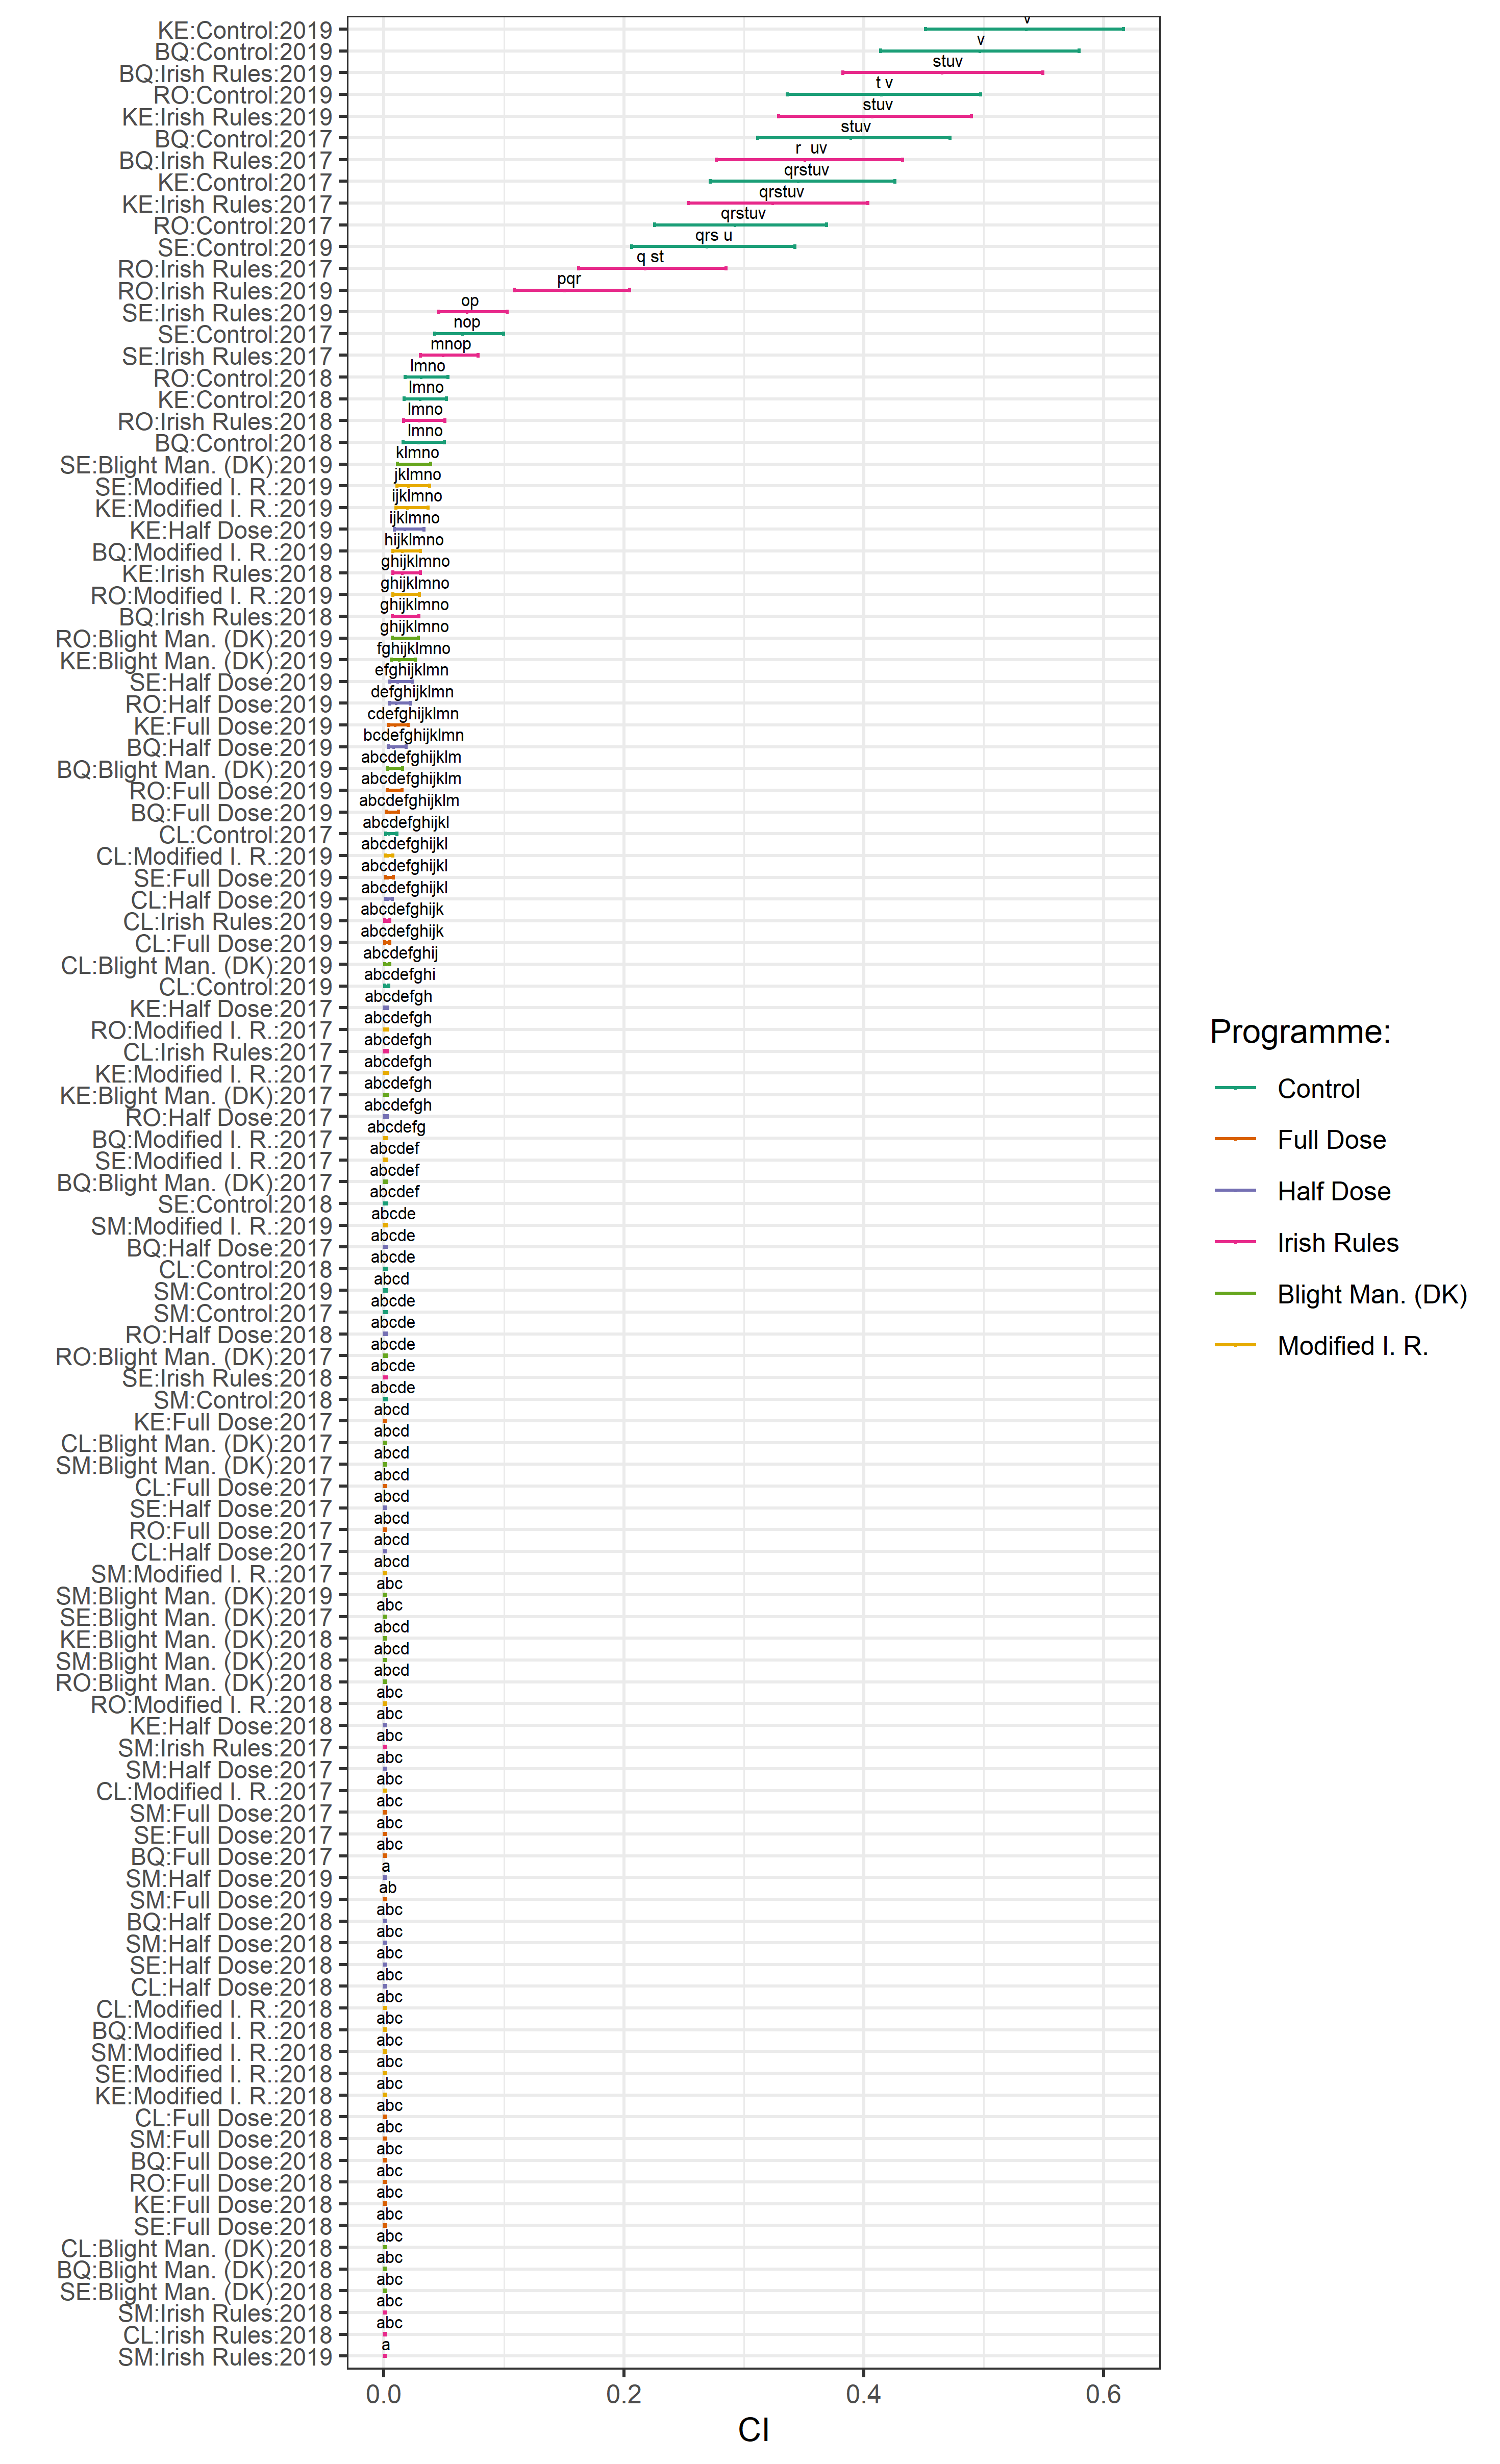 KE:Control:2019 v
BQ:Control:2019 v
BQ:Irish Rules:2019 stuv
RO:Control:2019 t v
KE:Irish Rules:2019 stuv
BQ:Control:2017 stuv
BQ:Irish Rules:2017 r  uv
KE:Control:2017 qrstuv
KE:Irish Rules:2017 qrstuv
RO:Control:2017 qrstuv
SE:Control:2019 qrs u
RO:Irish Rules:2017 q st
RO:Irish Rules:2019 pqr
SE:Irish Rules:2019 op
SE:Control:2017 nop
SE:Irish Rules:2017 mnop
RO:Control:2018 lmno
KE:Control:2018 lmno
RO:Irish Rules:2018 lmno
BQ:Control:2018 lmno
SE:Blight Man. (DK):2019 klmno
SE:Modified I. R.:2019 jklmno
KE:Modified I. R.:2019 ijklmno
KE:Half Dose:2019 ijklmno
BQ:Modified I. R.:2019 hijklmno
KE:Irish Rules:2018 ghijklmno
RO:Modified I. R.:2019 ghijklmno
BQ:Irish Rules:2018 ghijklmno
RO:Blight Man. (DK):2019 ghijklmno
KE:Blight Man. (DK):2019 fghijklmno
SE:Half Dose:2019 efghijklmn
RO:Half Dose:2019 defghijklmn
KE:Full Dose:2019 cdefghijklmn
BQ:Half Dose:2019 bcdefghijklmn
BQ:Blight Man. (DK):2019 abcdefghijklm
RO:Full Dose:2019 abcdefghijklm
BQ:Full Dose:2019 abcdefghijklm
CL:Control:2017 abcdefghijkl
CL:Modified I. R.:2019 abcdefghijkl
SE:Full Dose:2019 abcdefghijkl
CL:Half Dose:2019 abcdefghijkl
CL:Irish Rules:2019 abcdefghijk
CL:Full Dose:2019 abcdefghijk
CL:Blight Man. (DK):2019 abcdefghij
CL:Control:2019 abcdefghi
KE:Half Dose:2017 abcdefgh
RO:Modified I. R.:2017 abcdefgh
CL:Irish Rules:2017 abcdefgh
KE:Modified I. R.:2017 abcdefgh
KE:Blight Man. (DK):2017 abcdefgh
RO:Half Dose:2017 abcdefgh
BQ:Modified I. R.:2017 abcdefg
SE:Modified I. R.:2017 abcdef
BQ:Blight Man. (DK):2017 abcdef
SE:Control:2018 abcdef
SM:Modified I. R.:2019 abcde
BQ:Half Dose:2017 abcde
CL:Control:2018 abcde
SM:Control:2019 abcd
SM:Control:2017 abcde
RO:Half Dose:2018 abcde
RO:Blight Man. (DK):2017 abcde
SE:Irish Rules:2018 abcde
SM:Control:2018 abcde
KE:Full Dose:2017 abcd
CL:Blight Man. (DK):2017 abcd
SM:Blight Man. (DK):2017 abcd
CL:Full Dose:2017 abcd
SE:Half Dose:2017 abcd
RO:Full Dose:2017 abcd
CL:Half Dose:2017 abcd
SM:Modified I. R.:2017 abcd
SM:Blight Man. (DK):2019 abc
SE:Blight Man. (DK):2017 abc
KE:Blight Man. (DK):2018 abcd
SM:Blight Man. (DK):2018 abcd
RO:Blight Man. (DK):2018 abcd
RO:Modified I. R.:2018 abc
KE:Half Dose:2018 abc
SM:Irish Rules:2017 abc
SM:Half Dose:2017 abc
CL:Modified I. R.:2017 abc
SM:Full Dose:2017 abc
SE:Full Dose:2017 abc
BQ:Full Dose:2017 abc
SM:Half Dose:2019 a
SM:Full Dose:2019 ab
BQ:Half Dose:2018 abc
SM:Half Dose:2018 abc
SE:Half Dose:2018 abc
CL:Half Dose:2018 abc
CL:Modified I. R.:2018 abc
BQ:Modified I. R.:2018 abc
SM:Modified I. R.:2018 abc
SE:Modified I. R.:2018 abc
KE:Modified I. R.:2018 abc
CL:Full Dose:2018 abc
SM:Full Dose:2018 abc
BQ:Full Dose:2018 abc
RO:Full Dose:2018 abc
KE:Full Dose:2018 abc
SE:Full Dose:2018 abc
CL:Blight Man. (DK):2018 abc
BQ:Blight Man. (DK):2018 abc
SE:Blight Man. (DK):2018 abc
SM:Irish Rules:2018 abc
CL:Irish Rules:2018 abc
SM:Irish Rules:2019 a
0.0 0.2 0.4 0.6
CI
Programme:
Control
Full Dose
Half Dose
Irish Rules
Blight Man. (DK)
Modified I. R.